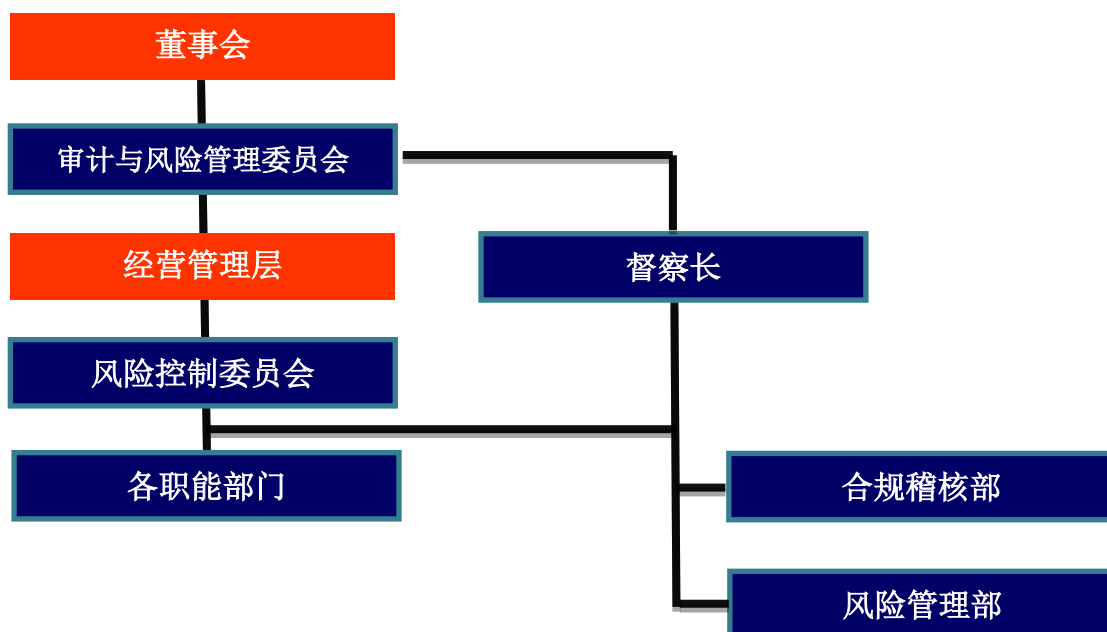 董事会
审计与风险管理委员会
经营管理层
督察长
风险控制委员会
各职能部门
合规稽核部
风险管理部